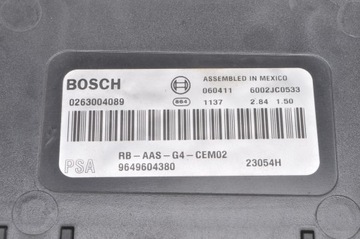 BOSCH
ASSEMBLED IN MEXICO
060411 6002JC0533
0263004089
864 1137 2.84 1.50
PSA
RB-AAS-G4-CEM02
9649604380 23054H